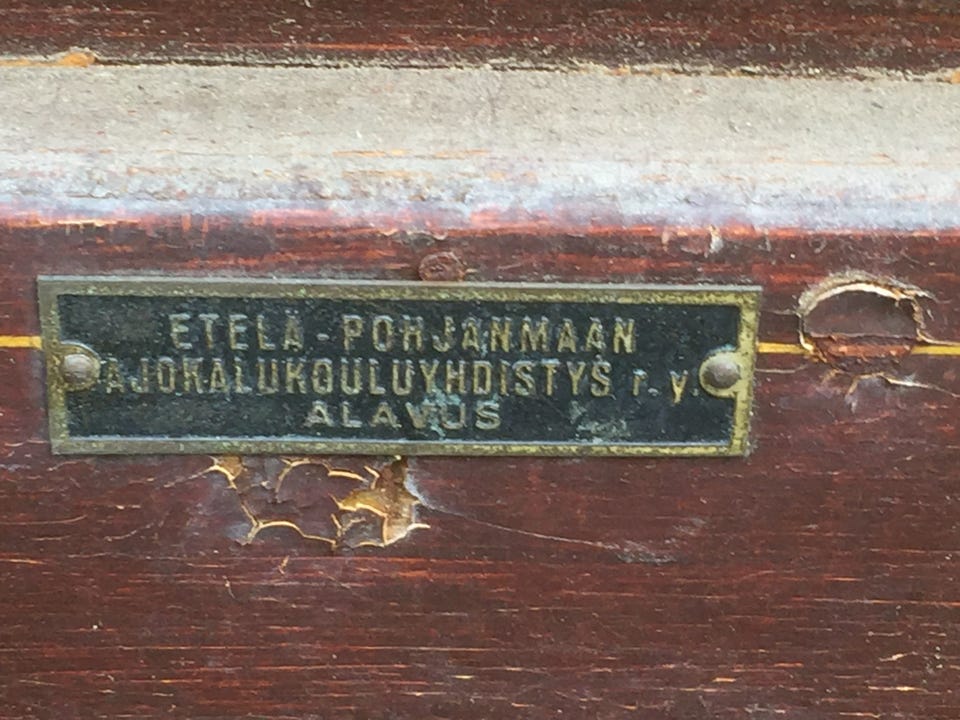 ETELÄ-POHJANMAAN
AJOKALUKOULUYHDISTYS r. y.
ALAVUS